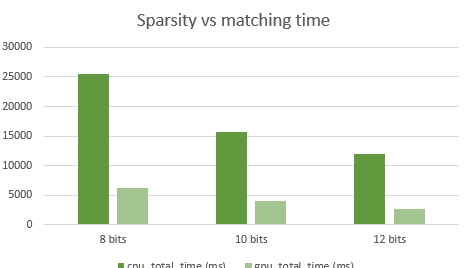 Sparsity vs matching time
30000
25000
20000
15000
10000
5000
0
8 bits 10 bits 12 bits
cpu_total_time (ms) gpu_total_time (ms)